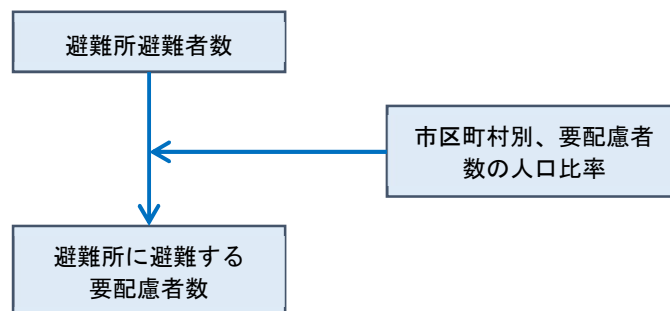 避難所避難者数
市区町村別、要配慮者
数の人口比率
避難所に避難する
要配慮者数